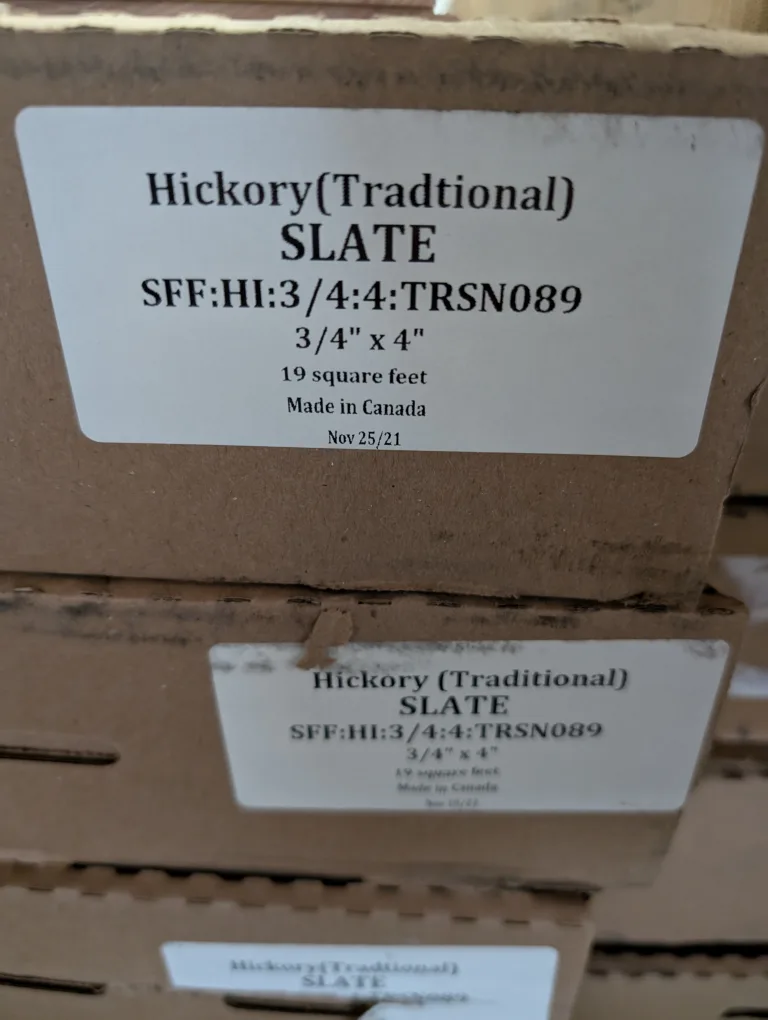 Hickory(Tradtional)
SLATE
SFF:HI:3/4:4:TRSN089
3/4" x 4"
19 square feet
Made in Canada
Nov 25/21
Hickory (Traditional)
SLATE
SFF:HI:3/4:4:TRSN089
3/4" x 4"
19 square feet
Made in Canada
Hickory(Tradtional)
SLATE